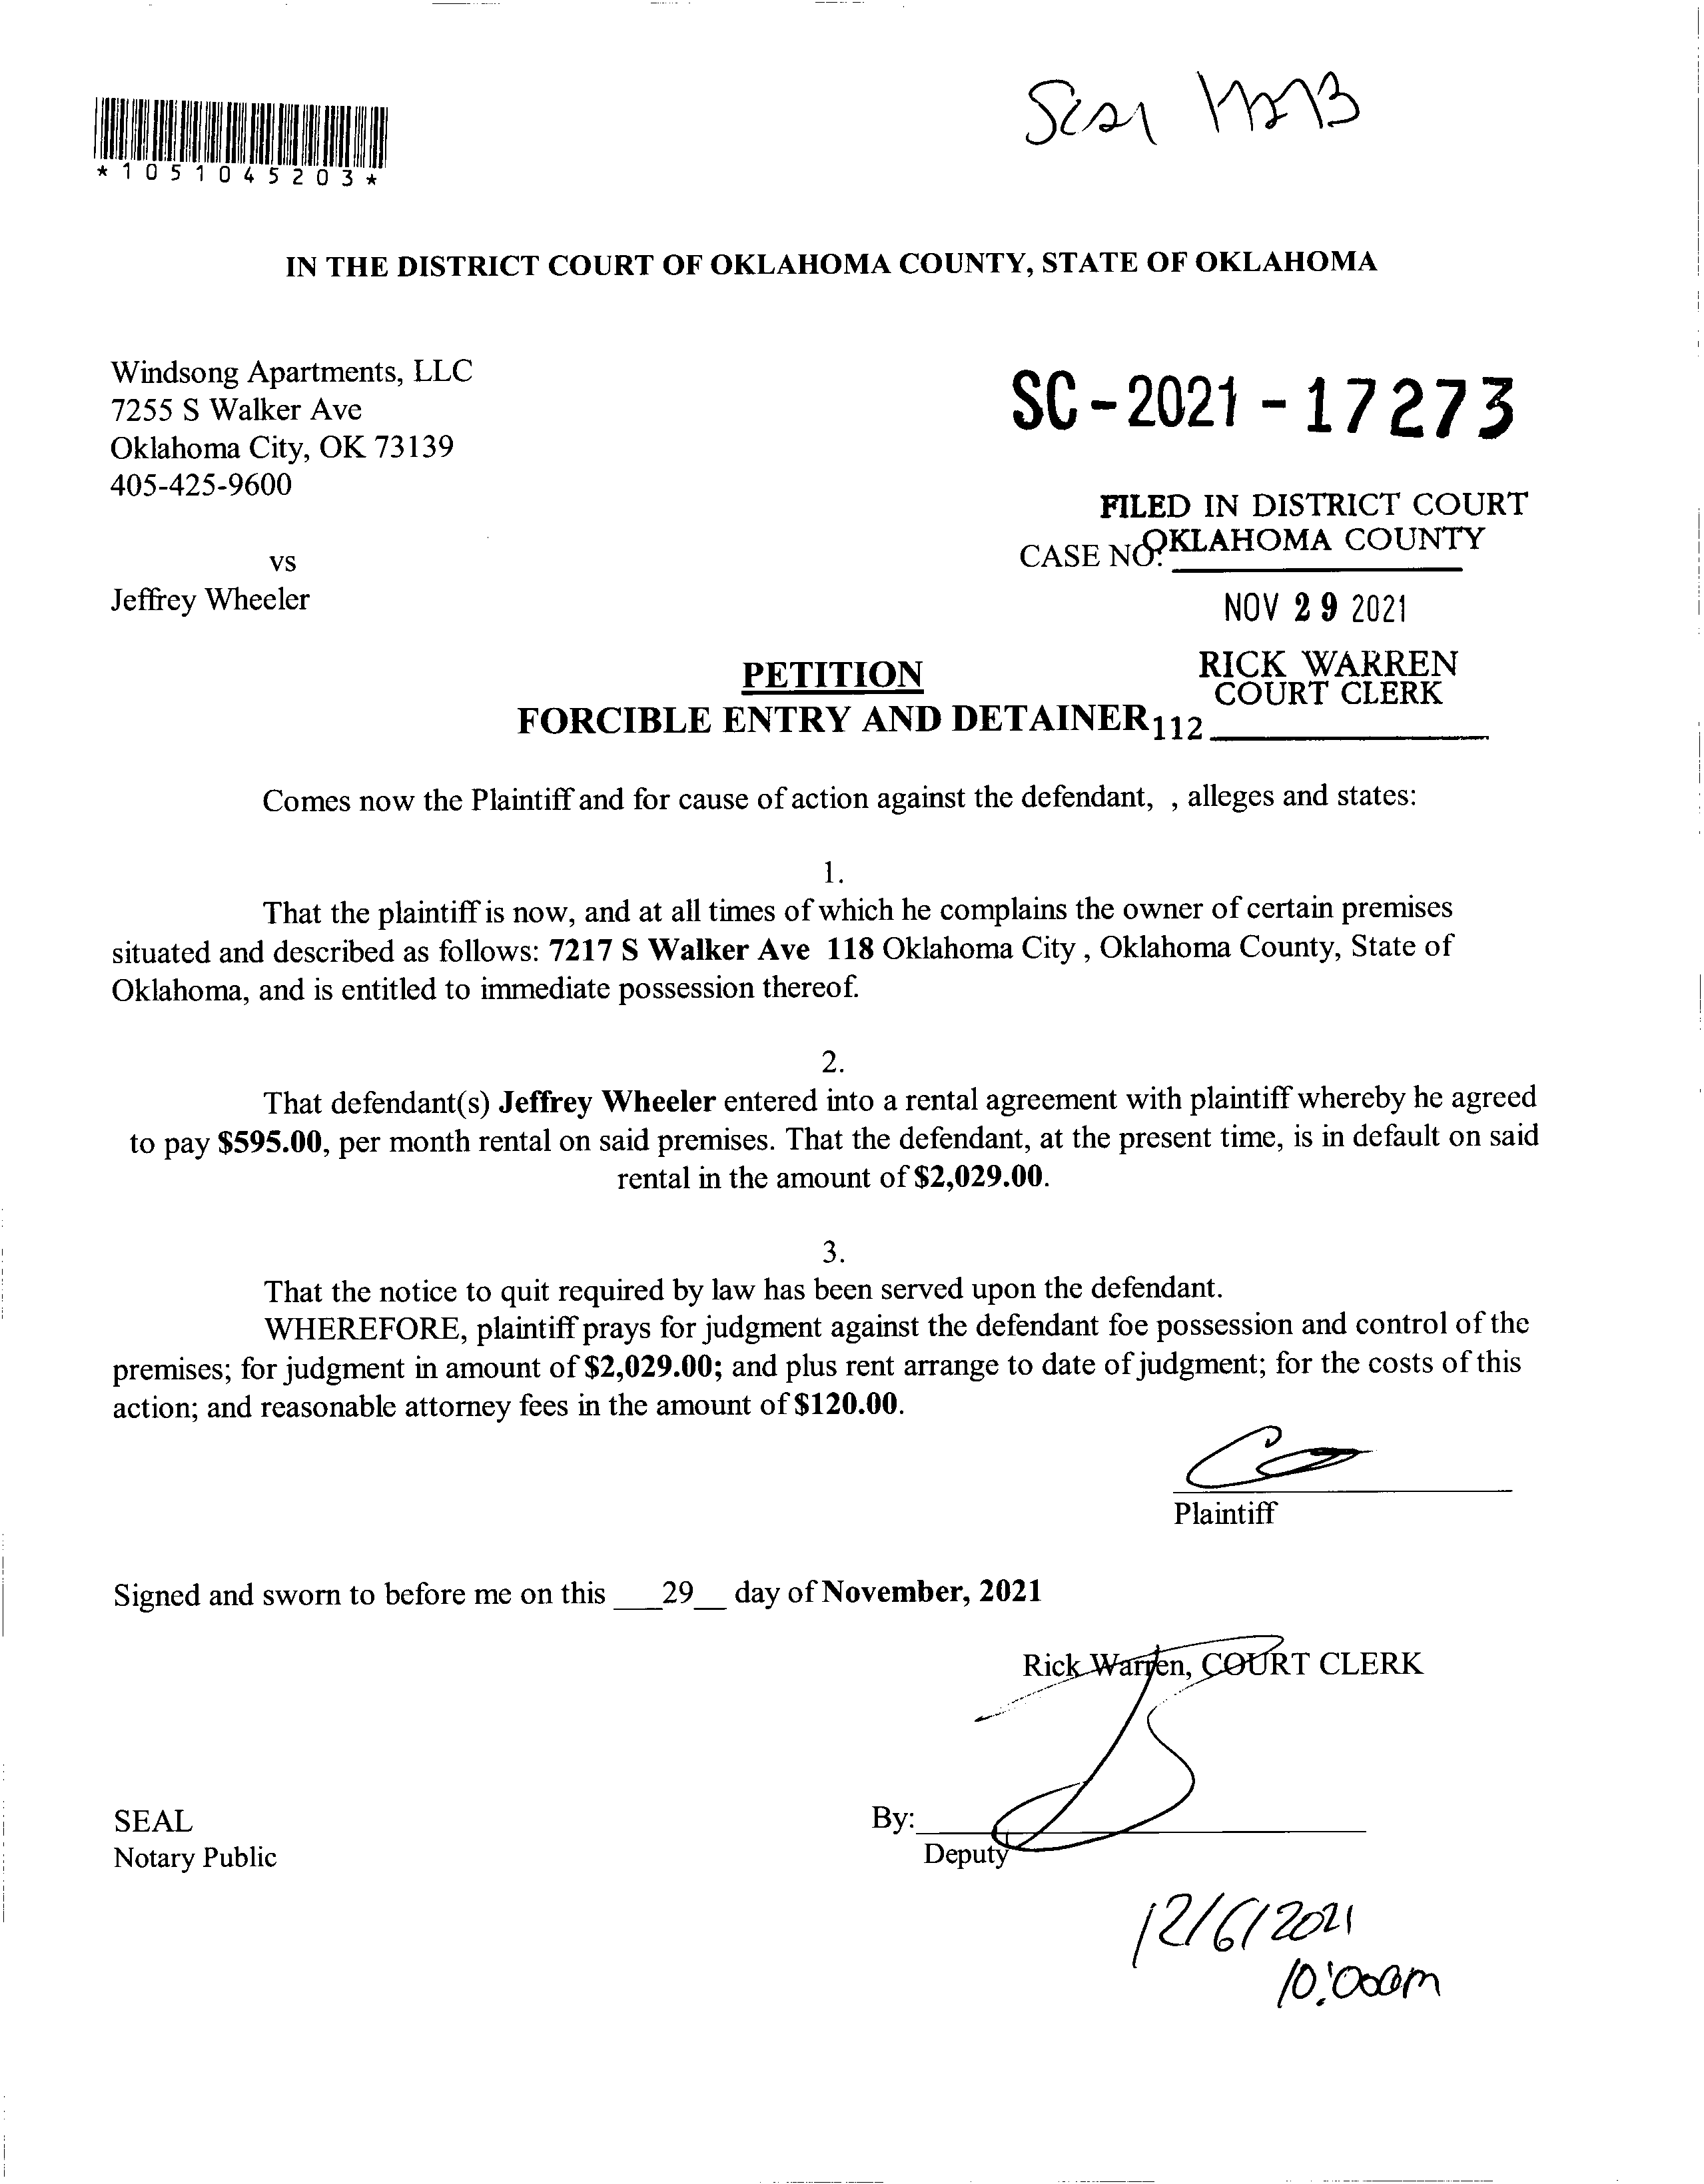 *1051045203*
IN THE DISTRICT COURT OF OKLAHOMA COUNTY, STATE OF OKLAHOMA
Windsong Apartments, LLC
7255 S Walker Ave
Oklahoma City, OK 73139
405-425-9600
SC-2021-17273
FILED IN DISTRICT COURT
OKLAHOMA COUNTY
CASE NO.
vs
Jeffrey Wheeler
NOV 29 2021
RICK WARREN
COURT CLERK
PETITION
FORCIBLE ENTRY AND DETAINER
112
Comes now the Plaintiff and for cause of action against the defendant, , alleges and states:
1.
That the plaintiff is now, and at all times of which he complains the owner of certain premises
situated and described as follows: 7217 S Walker Ave 118 Oklahoma City , Oklahoma County, State of
Oklahoma, and is entitled to immediate possession thereof.
2.
That defendant(s) Jeffrey Wheeler entered into a rental agreement with plaintiff whereby he agreed
to pay $595.00, per month rental on said premises. That the defendant, at the present time, is in default on said
rental in the amount of $2,029.00.
3.
That the notice to quit required by law has been served upon the defendant.
WHEREFORE, plaintiff prays for judgment against the defendant foe possession and control of the
premises; for judgment in amount of $2,029.00; and plus rent arrange to date of judgment; for the costs of this
action; and reasonable attorney fees in the amount of $120.00.
Plaintiff
Signed and sworn to before me on this ___29__ day of November, 2021
Rick Warren, COURT CLERK
SEAL
Notary Public
By:
Deputy
12/6/2021
10:00am